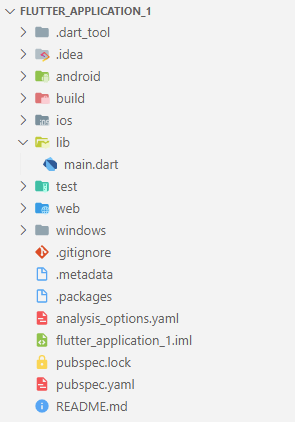 FLUTTER_APPLICATION_1
.dart_tool
.idea
android
build
ios
lib
main.dart
test
web
windows
.gitignore
.metadata
.packages
analysis_options.yaml
flutter_application_1.iml
pubspec.lock
pubspec.yaml
README.md